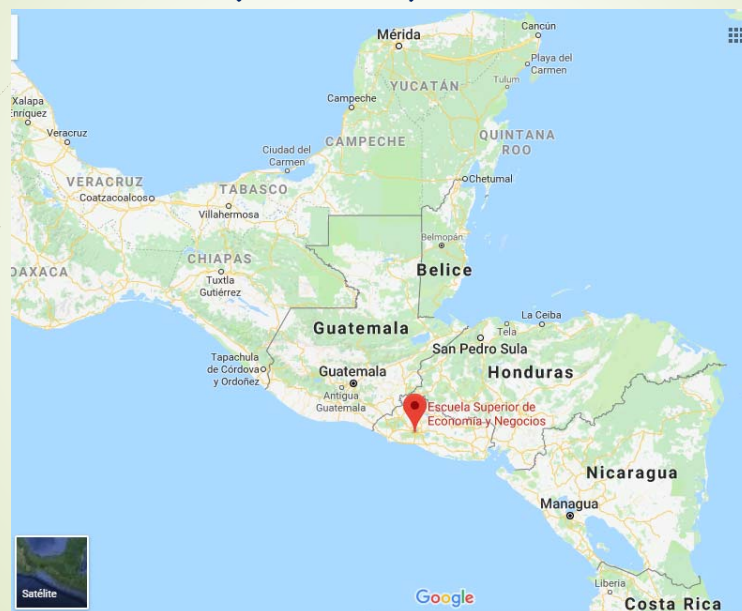 Mérida
Cancún
Playa del
Carmen
Tulum
YUCATÁN
Campeche
QUINTANA
ROO
CAMPECHE
Xalapa
Enríquez
Veracruz
Ciudad del
Carmen
Chetumal
VERACRUZ
Coatzacoalcos
TABASCO
Villahermosa
Belmopán
Belice
OAXACA
CHIAPAS
Tuxtla
Gutiérrez
La Ceiba
Tela
Guatemala
San Pedro Sula
Honduras
Tapachula
de Córdova
y Ordoñez
Guatemala
Antigua
Guatemala
Escuela Superior de
Economía y Negocios
Nicaragua
Managua
Satélite
Google
Liberia
Costa Rica